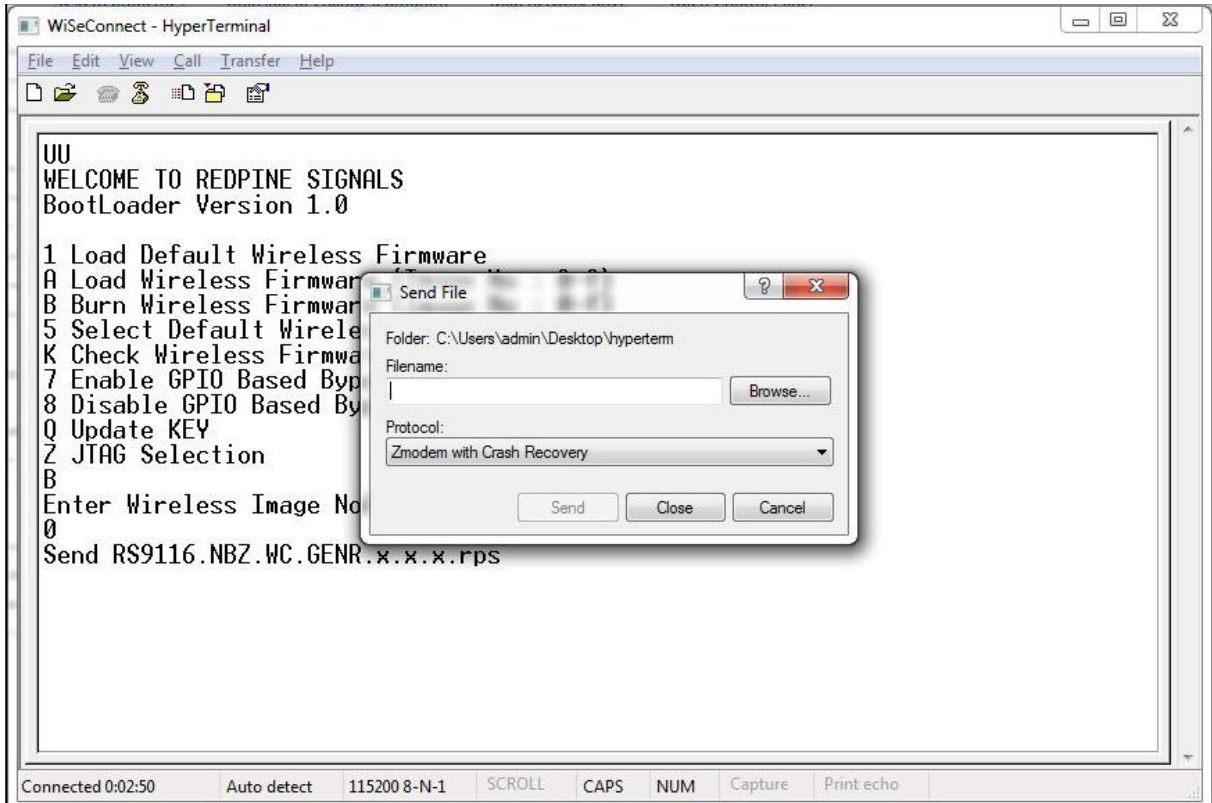 WiSeConnect - HyperTerminal
File Edit View Call Transfer Help
UU
WELCOME TO REDPINE SIGNALS
BootLoader Version 1.0
1 Load Default Wireless Firmware
A Load Wireless Firmwar
B Burn Wireless Firmwar
5 Select Default Wirele
K Check Wireless Firmwa
7 Enable GPIO Based Byp
8 Disable GPIO Based By
Q Update KEY
Z JTAG Selection
B
Enter Wireless Image No
0
Send RS9116.NBZ.WC.GENR.x.x.x.rps
Send File
Folder: C:\Users\admin\Desktop\hyperterm
Filename:
Browse...
Protocol:
Zmodem with Crash Recovery
Send Close Cancel
Connected 0:02:50 Auto detect 115200 8-N-1 SCROLL CAPS NUM Capture Print echo